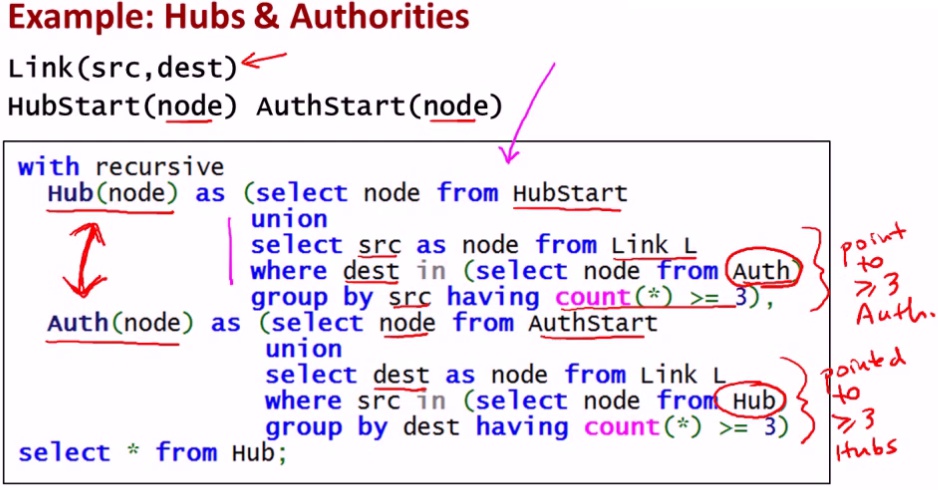 Example: Hubs & Authorities
Link(src,dest)
HubStart(node) AuthStart(node)
with recursive
Hub(node) as (select node from HubStart
union
select src as node from Link L
where dest in (select node from Auth)
group by src having count(*) >= 3),
Auth(node) as (select node from AuthStart
union
select dest as node from Link L
where src in (select node from Hub)
group by dest having count(*) >= 3)
select * from Hub;
point
to
≥3
Auth.
pointed
to
≥3
Hubs